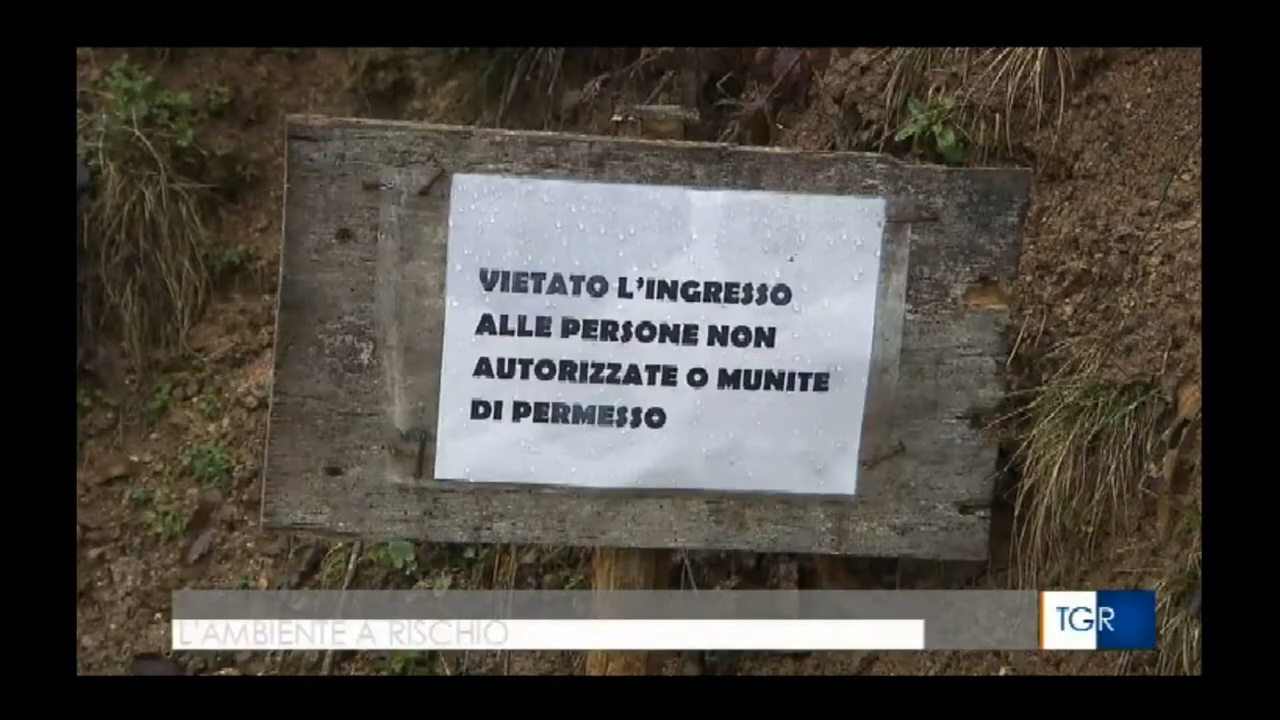 VIETATO L'INGRESSO
ALLE PERSONE NON
AUTORIZZATE O MUNITE
DI PERMESSO
L'AMBIENTE A RISCHIO
TGR